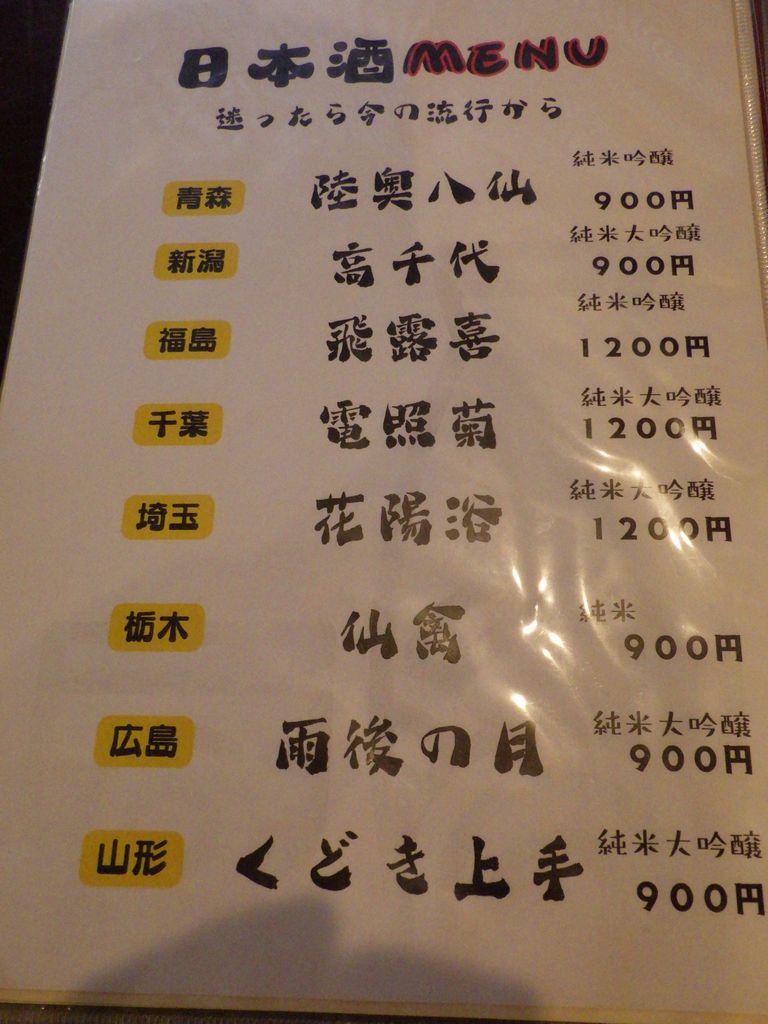 日本酒MENU
迷ったら今の流行から
青森 陸奥八仙 純米吟醸 900円
新潟 高千代 純米大吟醸 900円
福島 飛露喜 純米吟醸 1200円
千葉 電照菊 純米大吟醸 1200円
埼玉 花陽浴 純米大吟醸 1200円
栃木 仙禽 純米 900円
広島 雨後の月 純米大吟醸 900円
山形 くどき上手 純米大吟醸 900円